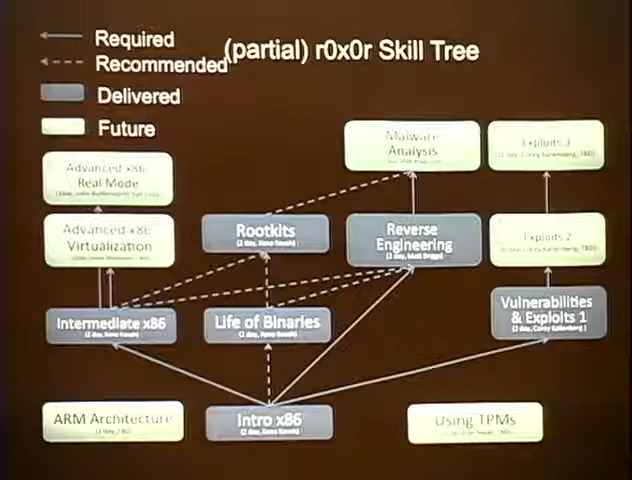 Required
(partial) r0x0r Skill Tree
Recommended
Delivered
Future
Malware
Analysis
Exploits 3
Advanced x86
Real Mode
Advanced x86
Virtualization
Rootkits
(2 day, Xeno Kovah)
Reverse
Engineering
(2 day, Matt Briggs)
Exploits 2
Intermediate x86
(2 day, Xeno Kovah)
Life of Binaries
(2 day, Xeno Kovah)
Vulnerabilities
& Exploits 1
(2 day, Corey Kallenberg)
ARM Architecture
Intro x86
(2 day, Xeno Kovah)
Using TPMs